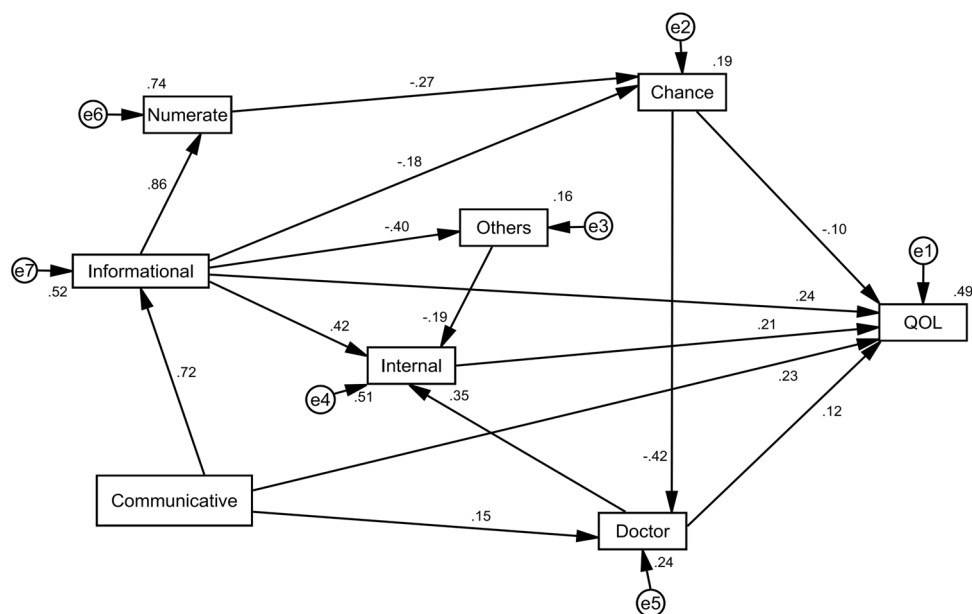 e2
.19
Chance
.74
-.27
e6
Numerate
-.18
.86
.16
Others
e3
-.40
-.10
e7
Informational
.52
e1
.24
.49
QOL
-.19
.42
.21
Internal
e4
.51
.35
.72
.23
.12
-.42
Communicative
.15
Doctor
.24
e5